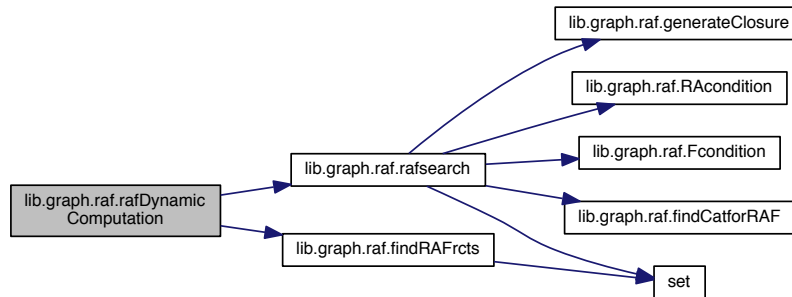 lib.graph.raf.generateClosure
lib.graph.raf.RAcondition
lib.graph.raf.rafsearch
lib.graph.raf.Fcondition
lib.graph.raf.rafDynamic
Computation
lib.graph.raf.findCatforRAF
lib.graph.raf.findRAFrcts
set